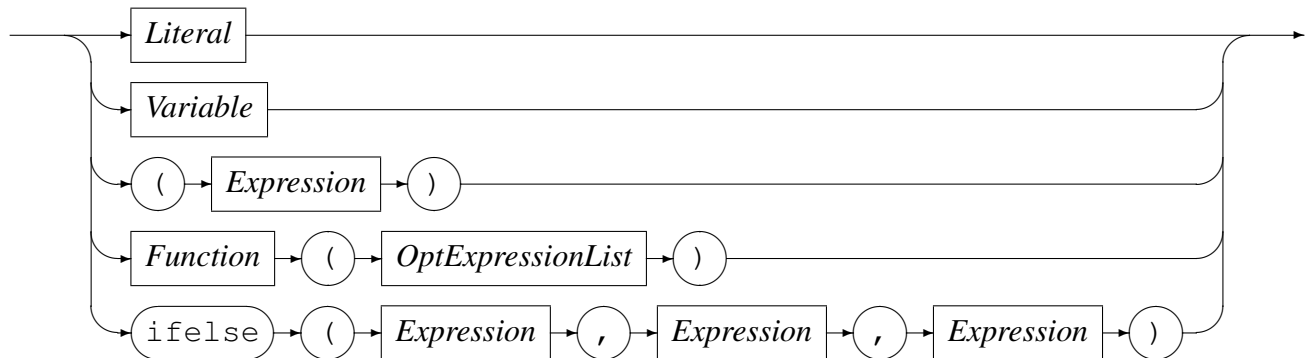 Literal
Variable
( Expression )
Function ( OptExpressionList )
ifelse ( Expression , Expression , Expression )